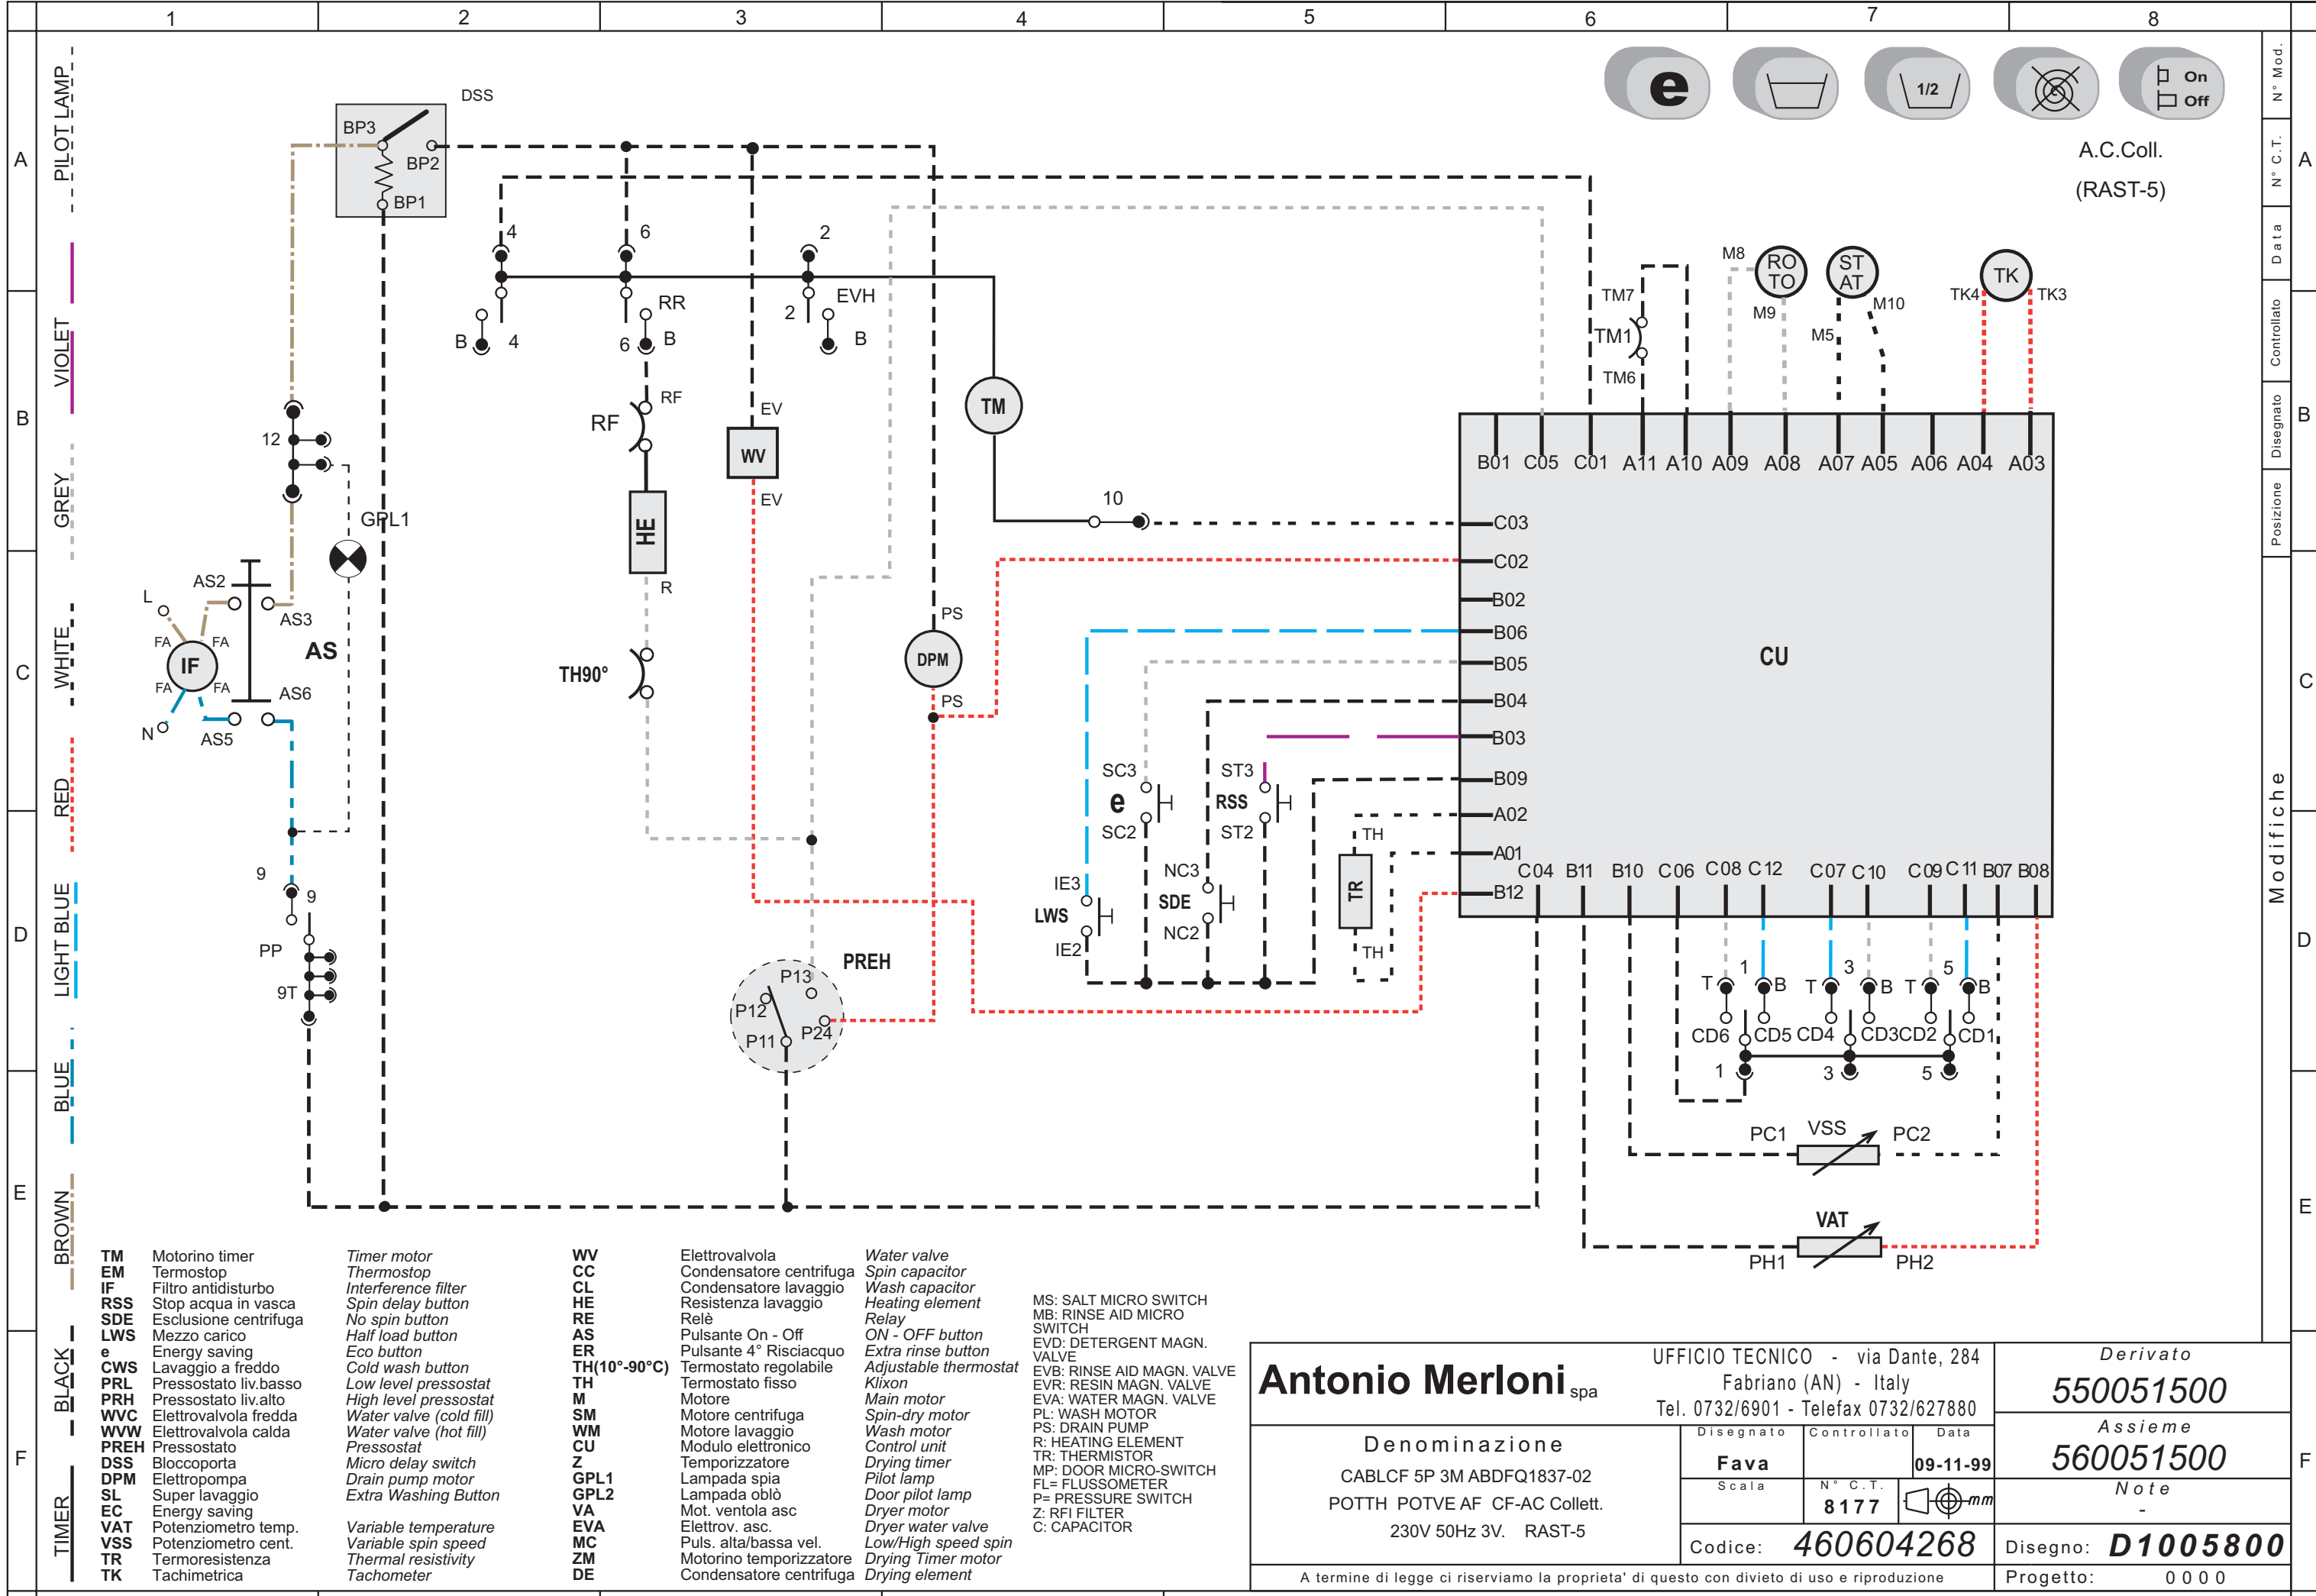 1 2 3 4 5 6 7 8
A B C D E F
PILOT LAMP
VIOLET
GREY
WHITE
RED
LIGHT BLUE
BLUE
BROWN
BLACK
TIMER
DSS
BP3
BP2
BP1
e
1/2
On
Off
A.C.Coll.
(RAST-5)
4 6 2
RR
EVH
2
B 4
6 B
B
RF
RF
EV
WV
EV
HE
R
TH90°
TM
10
PS
DPM
PS
12
GPL1
AS2
L
AS3
FA FA
IF
FA FA
AS
AS6
N
AS5
9
9
PP
9T
P13
PREH
P12
P24
P11
M8
RO
TO
ST
AT
TK
TM7
M9
M10
TK4
TK3
TM1
M5
TM6
B01 C05 C01 A11 A10 A09 A08 A07 A05 A06 A04 A03
C03
C02
B02
B06
B05
B04
B03
B09
A02
A01
B12
CU
C04 B11 B10 C06 C08 C12 C07 C10 C09 C11 B07 B08
SC3
e
SC2
ST3
RSS
ST2
IE3
LWS
IE2
NC3
SDE
NC2
TH
TR
TH
1 3 5
T B T B T B
CD6 CD5 CD4 CD3 CD2 CD1
1 3 5
PC1 VSS PC2
VAT
PH1 PH2
TM Motorino timer Timer motor
EM Termostop Thermostop
IF Filtro antidisturbo Interference filter
RSS Stop acqua in vasca Spin delay button
SDE Esclusione centrifuga No spin button
LWS Mezzo carico Half load button
e Energy saving Eco button
CWS Lavaggio a freddo Cold wash button
PRL Pressostato liv.basso Low level pressostat
PRH Pressostato liv.alto High level pressostat
WVC Elettrovalvola fredda Water valve (cold fill)
WVW Elettrovalvola calda Water valve (hot fill)
PREH Pressostato Pressostat
DSS Bloccoporta Micro delay switch
DPM Elettropompa Drain pump motor
SL Super lavaggio Extra Washing Button
EC Energy saving
VAT Potenziometro temp. Variable temperature
VSS Potenziometro cent. Variable spin speed
TR Termoresistenza Thermal resistivity
TK Tachimetrica Tachometer
WV Elettrovalvola Water valve
CC Condensatore centrifuga Spin capacitor
CL Condensatore lavaggio Wash capacitor
HE Resistenza lavaggio Heating element
RE Relè Relay
AS Pulsante On - Off ON - OFF button
ER Pulsante 4° Risciacquo Extra rinse button
TH(10°-90°C) Termostato regolabile Adjustable thermostat
TH Termostato fisso Klixon
M Motore Main motor
SM Motore centrifuga Spin-dry motor
WM Motore lavaggio Wash motor
CU Modulo elettronico Control unit
Z Temporizzatore Drying timer
GPL1 Lampada spia Pilot lamp
GPL2 Lampada oblò Door pilot lamp
VA Mot. ventola asc Dryer motor
EVA Elettrov. asc. Dryer water valve
MC Puls. alta/bassa vel. Low/High speed spin
ZM Motorino temporizzatore Drying Timer motor
DE Condensatore centrifuga Drying element
MS: SALT MICRO SWITCH
MB: RINSE AID MICRO
SWITCH
EVD: DETERGENT MAGN.
VALVE
EVB: RINSE AID MAGN. VALVE
EVR: RESIN MAGN. VALVE
EVA: WATER MAGN. VALVE
PL: WASH MOTOR
PS: DRAIN PUMP
R: HEATING ELEMENT
TR: THERMISTOR
MP: DOOR MICRO-SWITCH
FL= FLUSSOMETER
P= PRESSURE SWITCH
Z: RFI FILTER
C: CAPACITOR
Antonio Merloni spa
UFFICIO TECNICO - via Dante, 284
Fabriano (AN) - Italy
Tel. 0732/6901 - Telefax 0732/627880
Denominazione
CABLCF 5P 3M ABDFQ1837-02
POTTH POTVE AF CF-AC Collett.
230V 50Hz 3V. RAST-5
Disegnato Controllato Data
Fava 09-11-99
Scala N° C.T.
8177
mm
Codice: 460604268
Derivato
550051500
Assieme
560051500
Note
-
Disegno: D1005800
Progetto: 0000
A termine di legge ci riserviamo la proprieta' di questo con divieto di uso e riproduzione
N° Mod.
N° C.T.
Data
Controllato
Disegnato
Posizione
Modifiche
A B C D E F